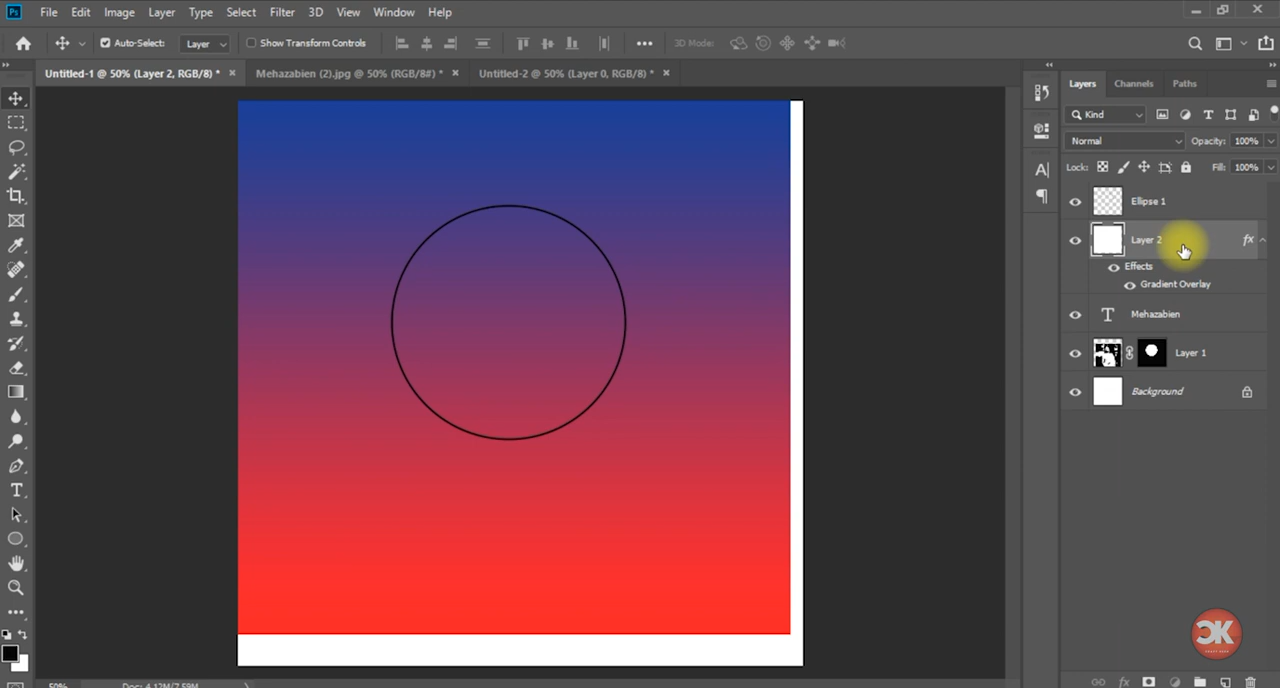 Ps File Edit Image Layer Type Select Filter 3D View Window Help
Auto-Select: Layer Show Transform Controls 3D Mode:
Untitled-1 @ 50% (Layer 2, RGB/8) * × Mehazabien (2).jpg @ 50% (RGB/8#) * × Untitled-2 @ 50% (Layer 0, RGB/8) * ×
Layers Channels Paths
Kind
Normal Opacity: 100%
Lock: Fill: 100%
Ellipse 1
Layer 2 fx
Effects
Gradient Overlay
T Mehazabien
Layer 1
Background
CK
50% Doc: 4.12M/7.59M
fx